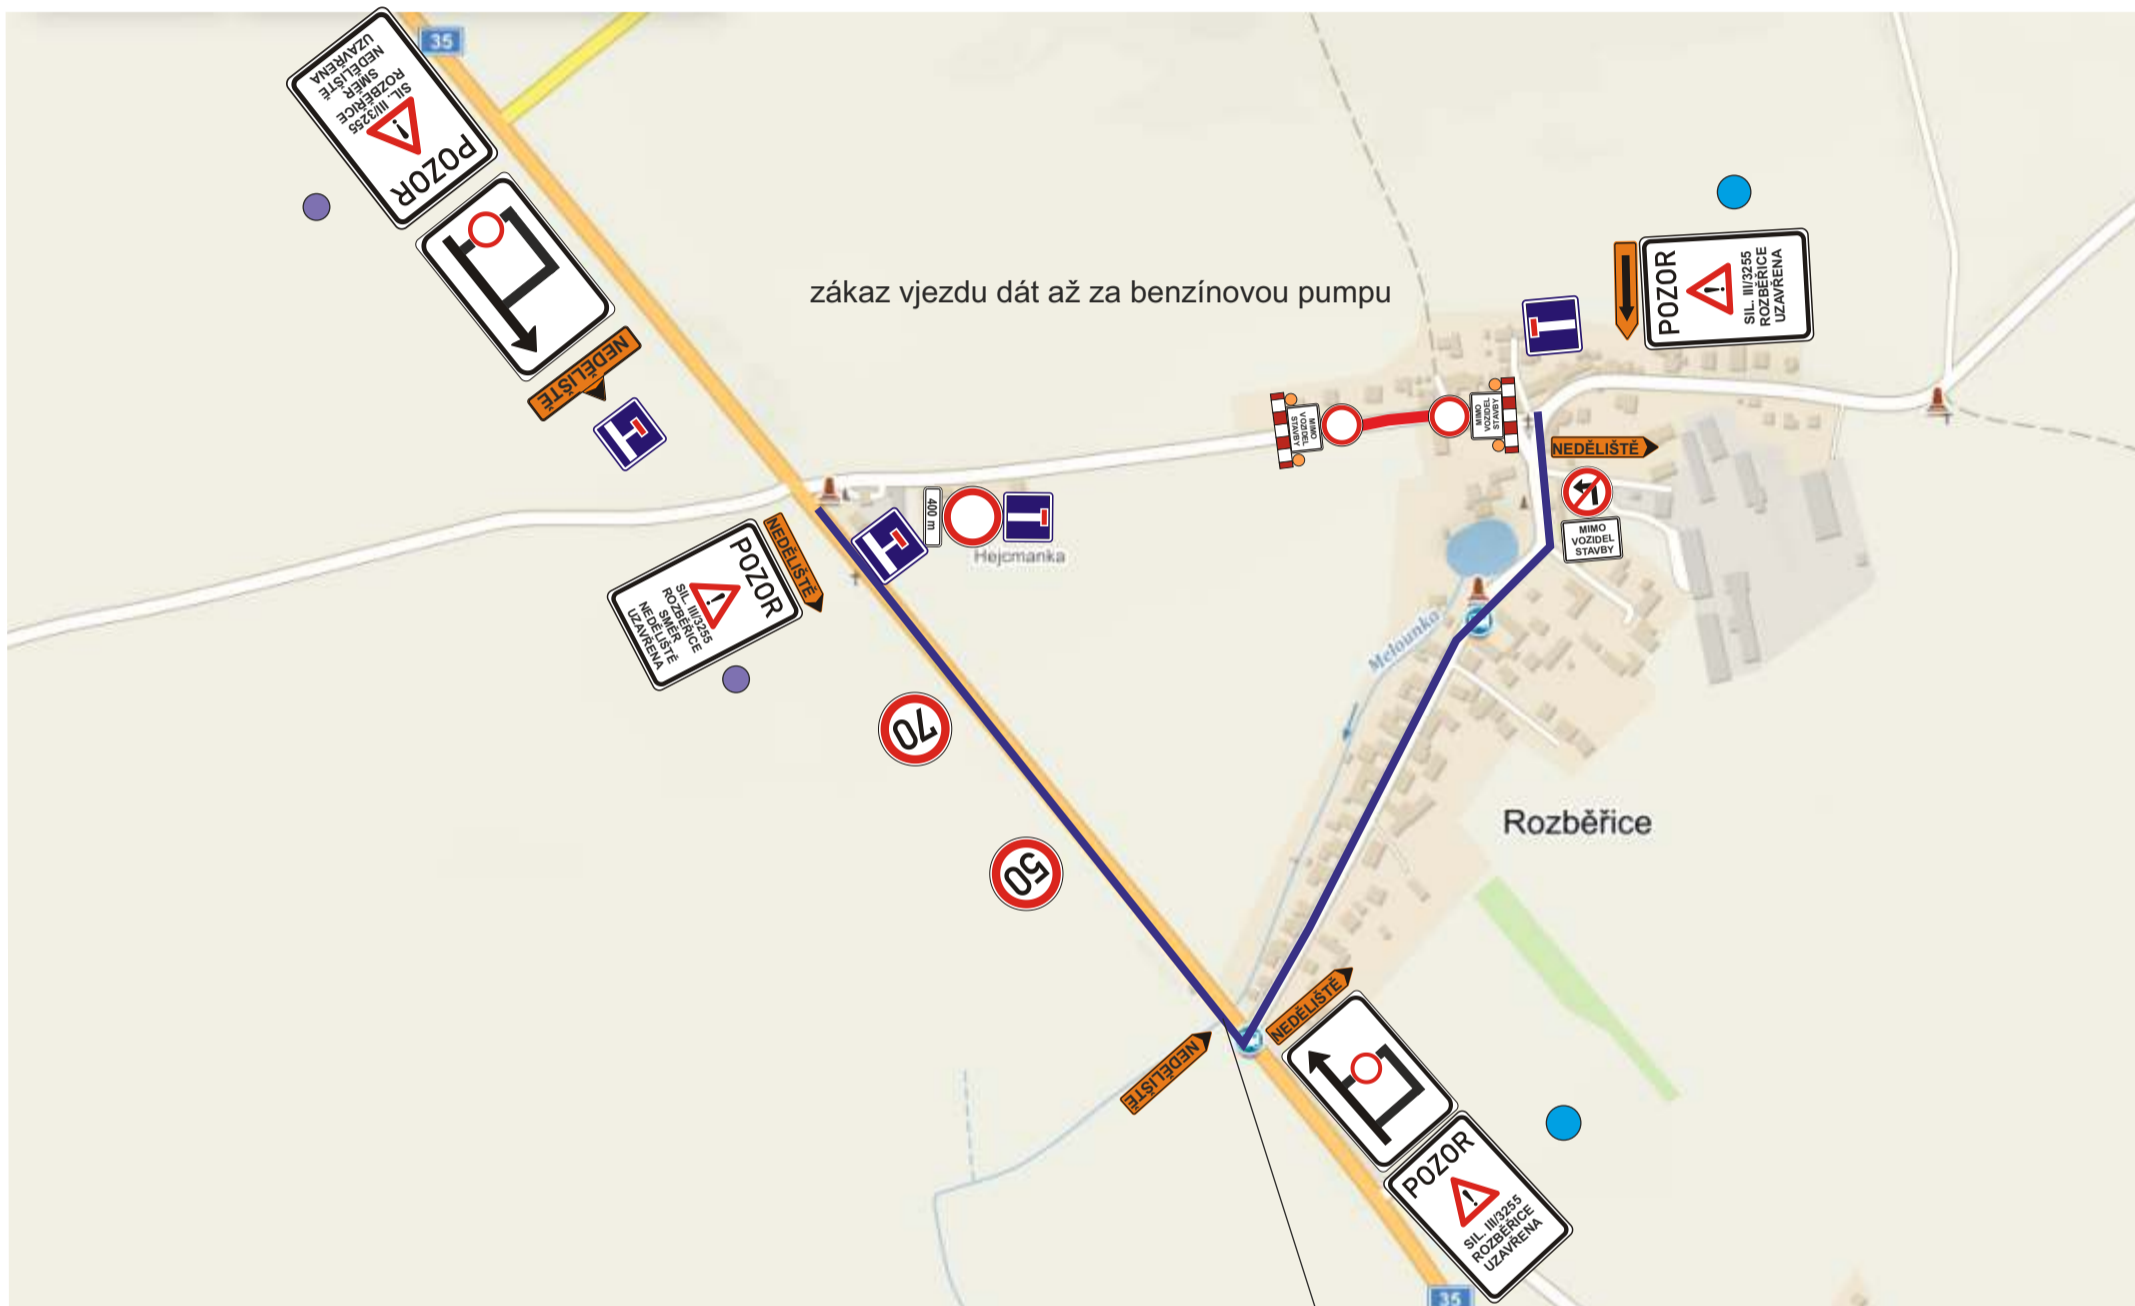 35
POZOR
SIL. III/3255
ROZBĚŘICE
SMĚR
NEDĚLIŠTĚ
UZAVŘENA
NEDĚLIŠTĚ
zákaz vjezdu dát až za benzínovou pumpu
POZOR
SIL. III/3255
ROZBĚŘICE
UZAVŘENA
MIMO
VOZIDEL
STAVBY
MIMO
VOZIDEL
STAVBY
NEDĚLIŠTĚ
MIMO
VOZIDEL
STAVBY
400 m
Hejcmanka
NEDĚLIŠTĚ
POZOR
SIL. III/3255
ROZBĚŘICE
SMĚR
NEDĚLIŠTĚ
UZAVŘENA
Melounka
70
50
Rozběřice
NEDĚLIŠTĚ
NEDĚLIŠTĚ
POZOR
SIL. III/3255
ROZBĚŘICE
UZAVŘENA
35